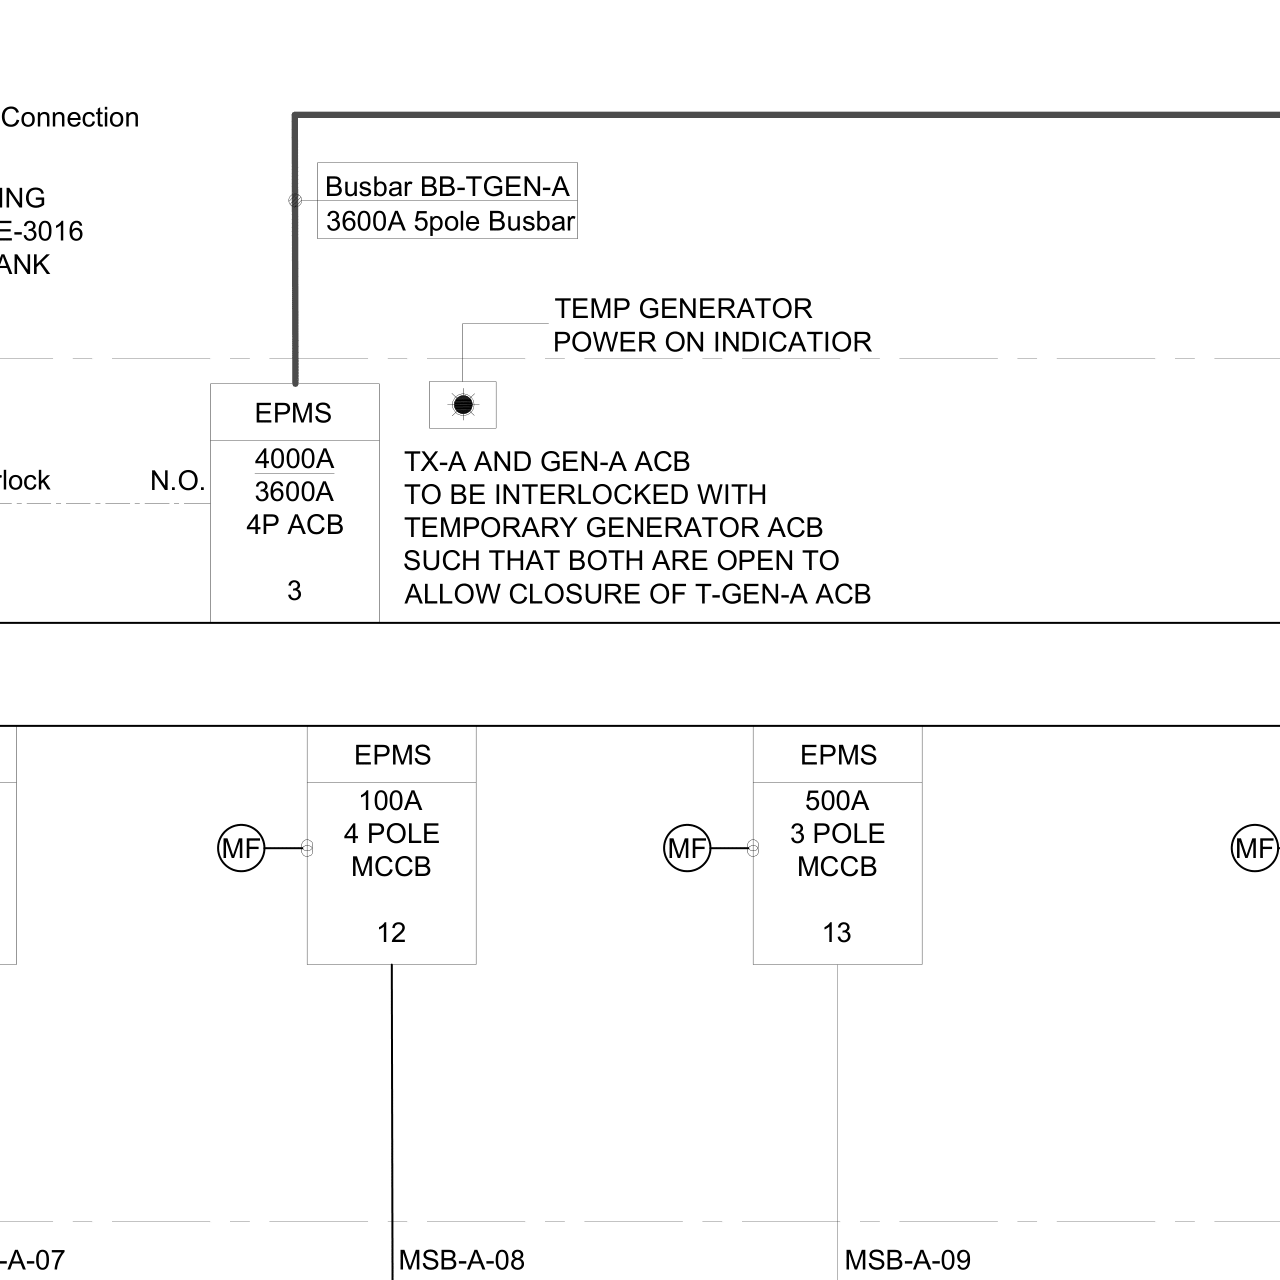 Connection
ING
E-3016
ANK
Busbar BB-TGEN-A
3600A 5pole Busbar
TEMP GENERATOR
POWER ON INDICATIOR
EPMS
4000A
3600A
4P ACB
3
rlock
N.O.
TX-A AND GEN-A ACB
TO BE INTERLOCKED WITH
TEMPORARY GENERATOR ACB
SUCH THAT BOTH ARE OPEN TO
ALLOW CLOSURE OF T-GEN-A ACB
MF
EPMS
100A
4 POLE
MCCB
12
MF
EPMS
500A
3 POLE
MCCB
13
MF
-A-07
MSB-A-08
MSB-A-09